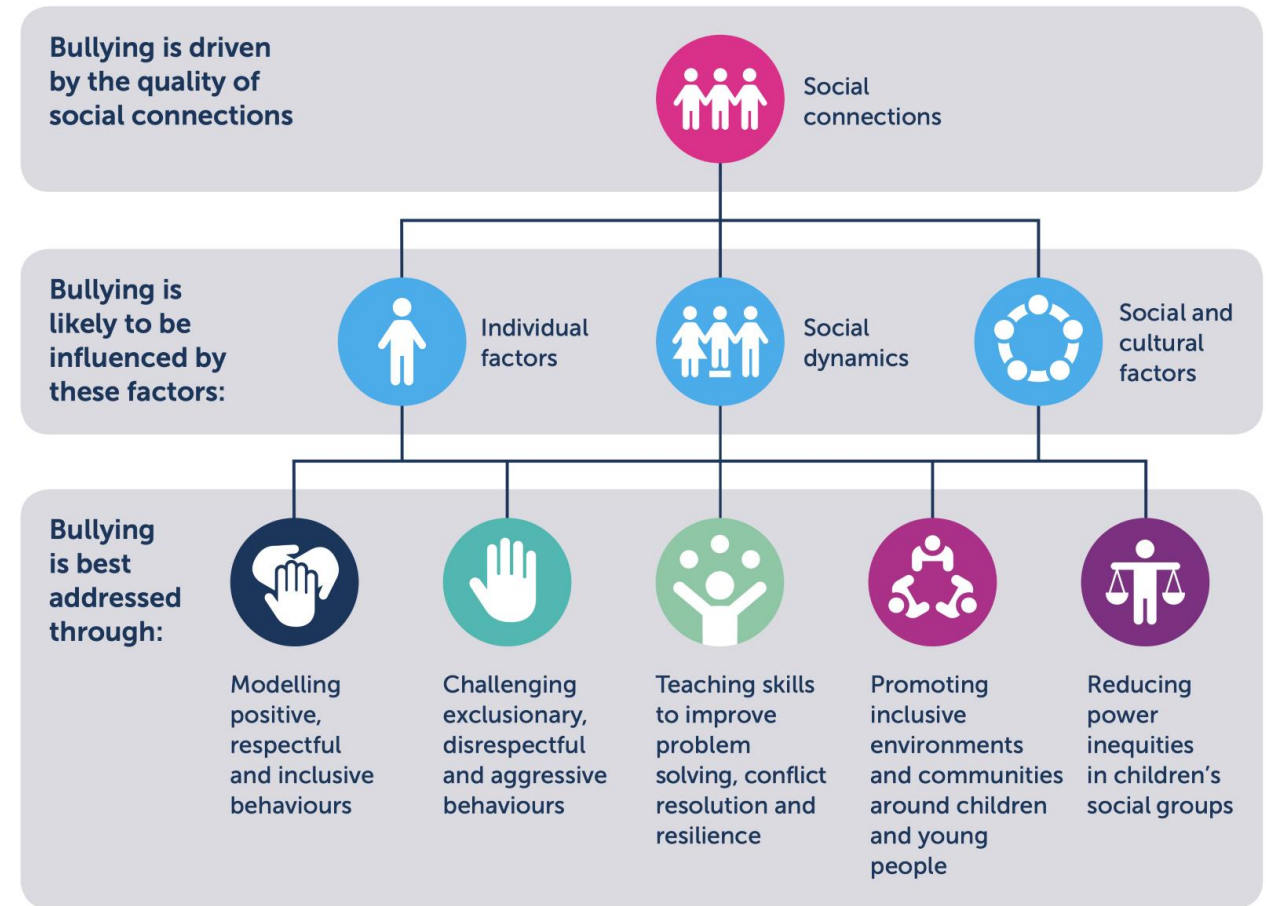 Bullying is driven
by the quality of
social connections
Social
connections
Bullying is
likely to be
influenced by
these factors:
Individual
factors
Social
dynamics
Social and
cultural
factors
Bullying
is best
addressed
through:
Modelling
positive,
respectful
and inclusive
behaviours
Challenging
exclusionary,
disrespectful
and aggressive
behaviours
Teaching skills
to improve
problem
solving, conflict
resolution and
resilience
Promoting
inclusive
environments
and communities
around children
and young
people
Reducing
power
inequities
in children's
social groups